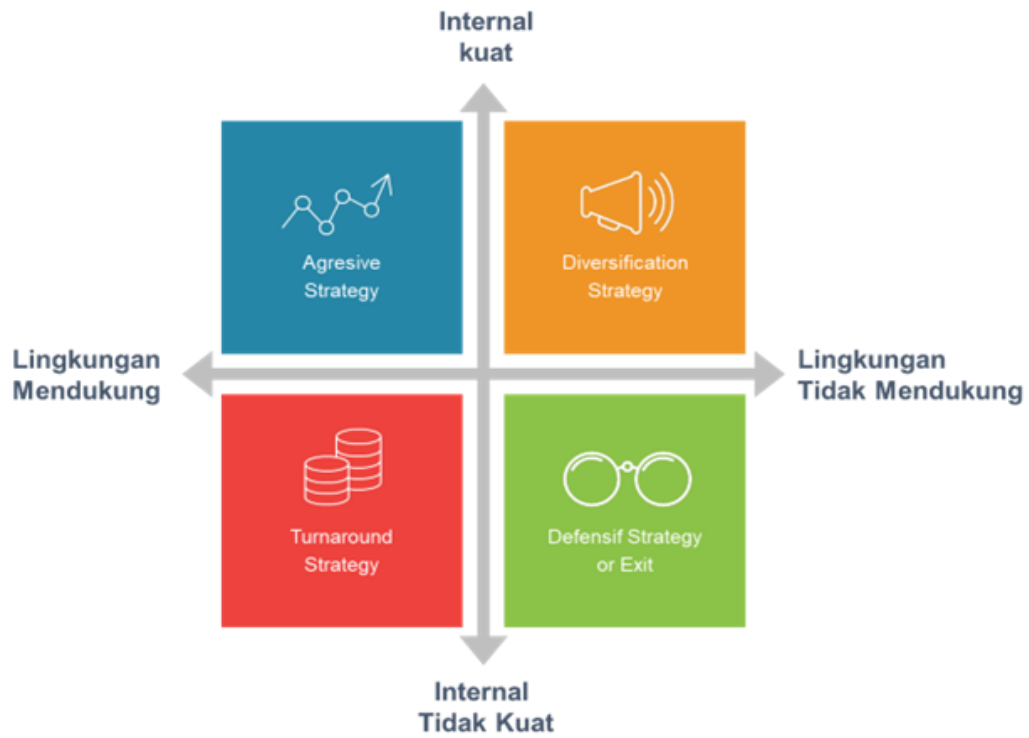 Internal
kuat
Agresive
Strategy
Diversification
Strategy
Lingkungan
Mendukung
Lingkungan
Tidak Mendukung
Turnaround
Strategy
Defensif Strategy
or Exit
Internal
Tidak Kuat